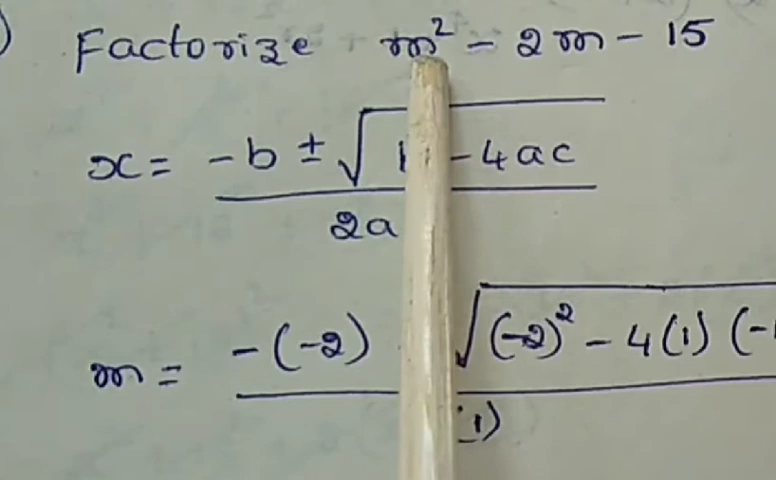 ) Factorize m² - 2m - 15
x = -b ± √ - 4ac
2a
m = -(-2) √(-2)² - 4(1) (-
1)